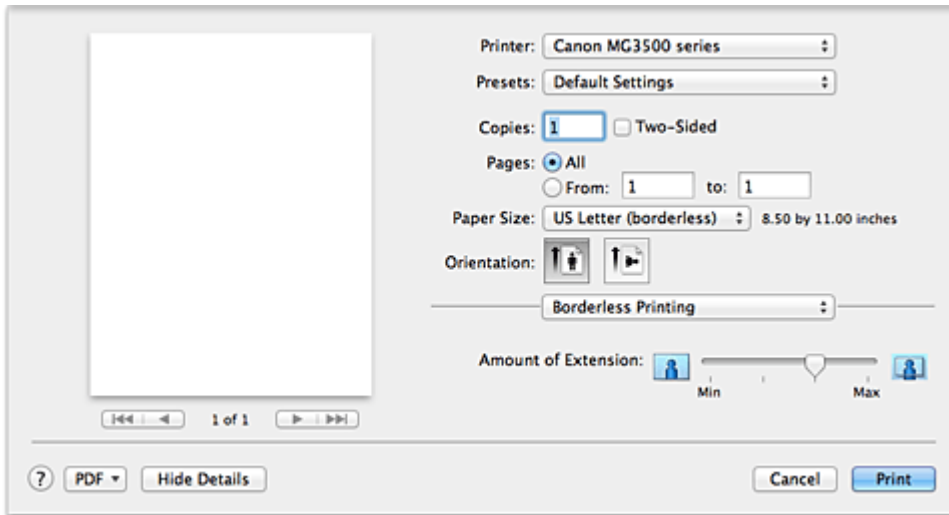 Printer: Canon MG3500 series
Presets: Default Settings
Copies: 1 Two-Sided
Pages: All
From: 1 to: 1
Paper Size: US Letter (borderless) 8.50 by 11.00 inches
Orientation:
Borderless Printing
Amount of Extension:
Min Max
1 of 1
? PDF Hide Details Cancel Print